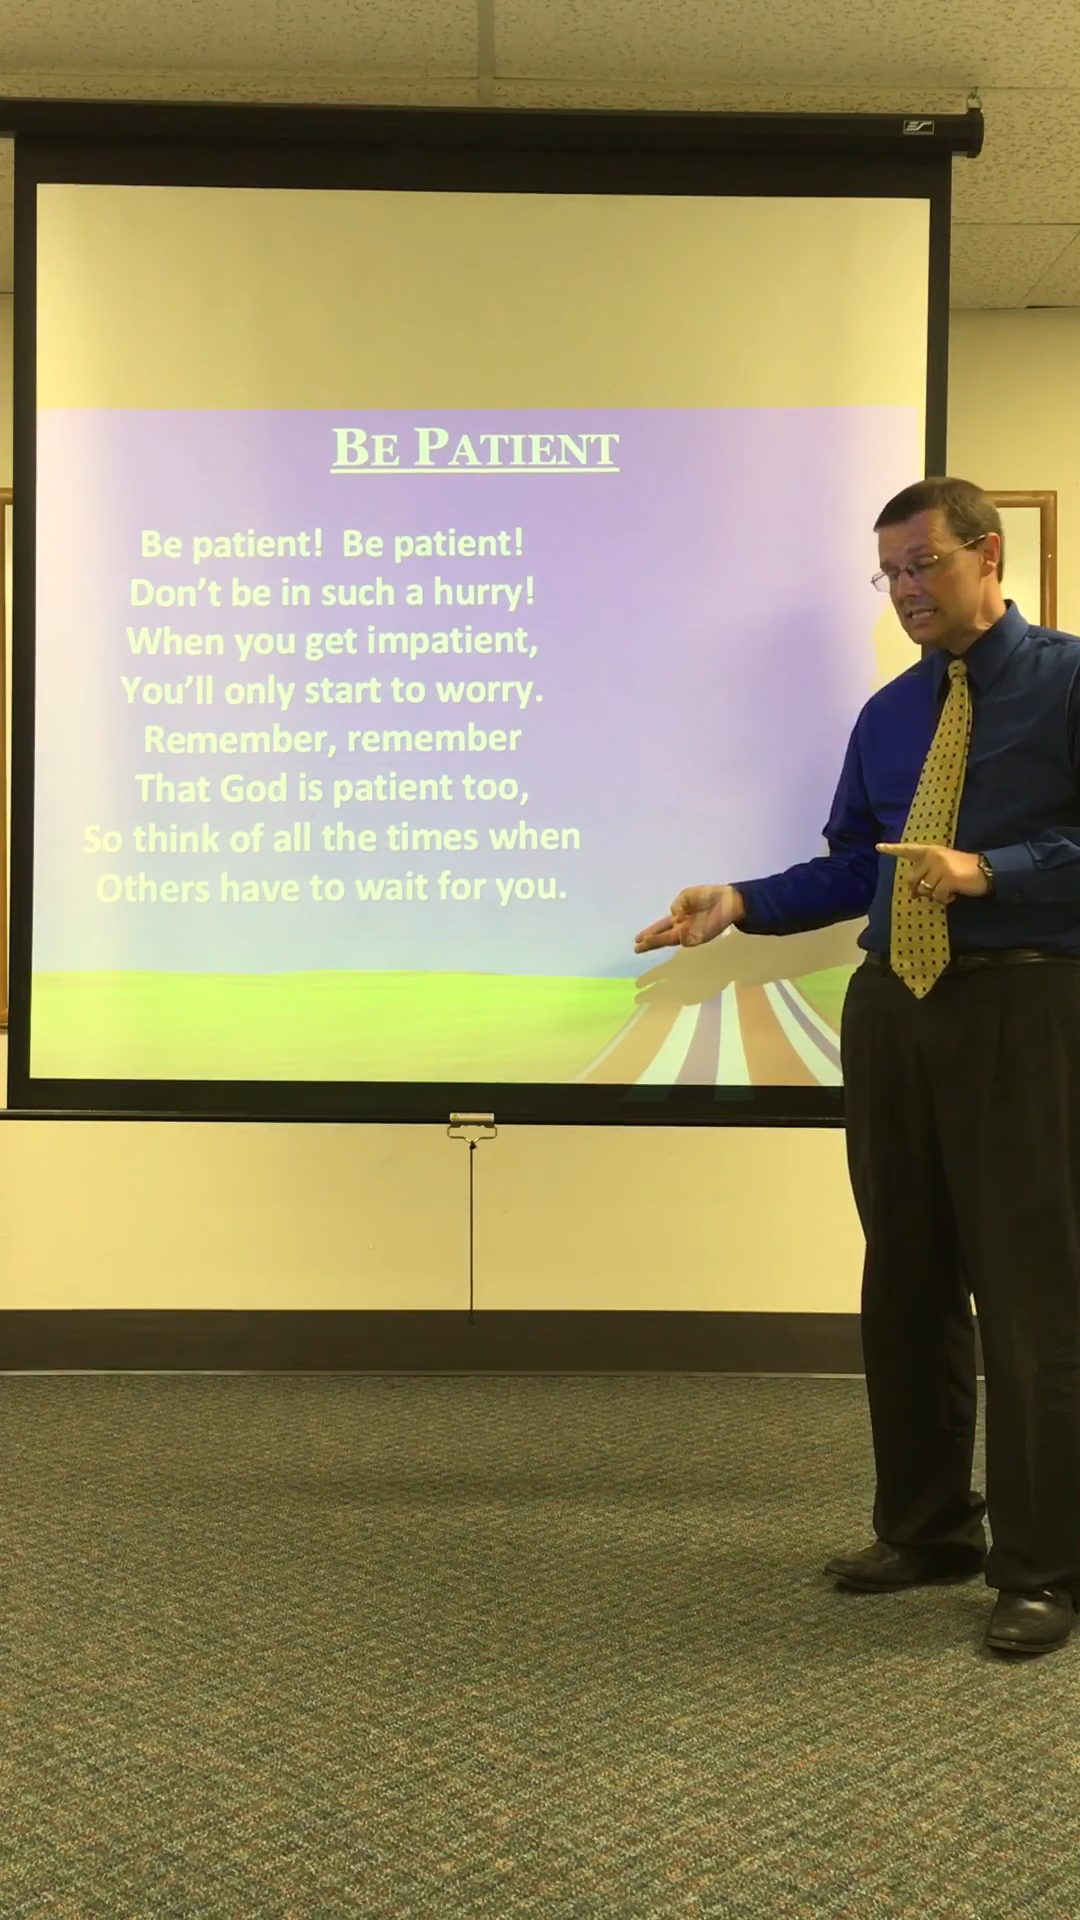 BE PATIENT
Be patient!  Be patient!
Don't be in such a hurry!
When you get impatient,
You'll only start to worry.
Remember, remember
That God is patient too,
So think of all the times when
Others have to wait for you.